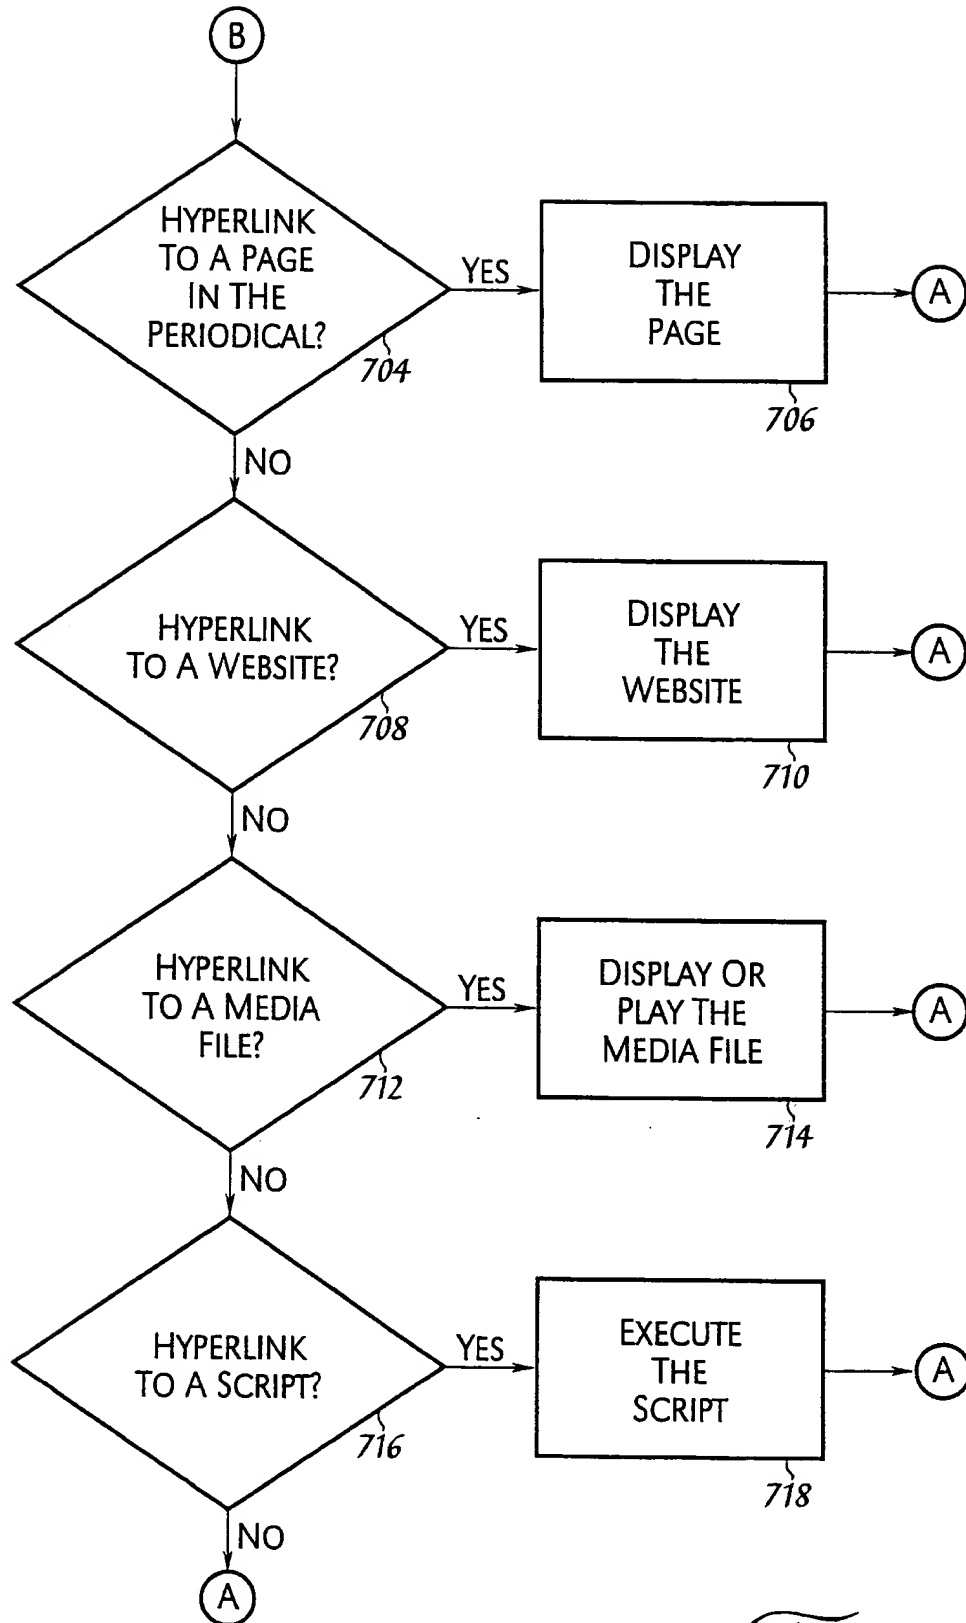 B
HYPERLINK
TO A PAGE
IN THE
PERIODICAL?
704
YES
DISPLAY
THE
PAGE
706
A
NO
HYPERLINK
TO A WEBSITE?
708
YES
DISPLAY
THE
WEBSITE
710
A
NO
HYPERLINK
TO A MEDIA
FILE?
712
YES
DISPLAY OR
PLAY THE
MEDIA FILE
714
A
NO
HYPERLINK
TO A SCRIPT?
716
YES
EXECUTE
THE
SCRIPT
718
A
NO
A